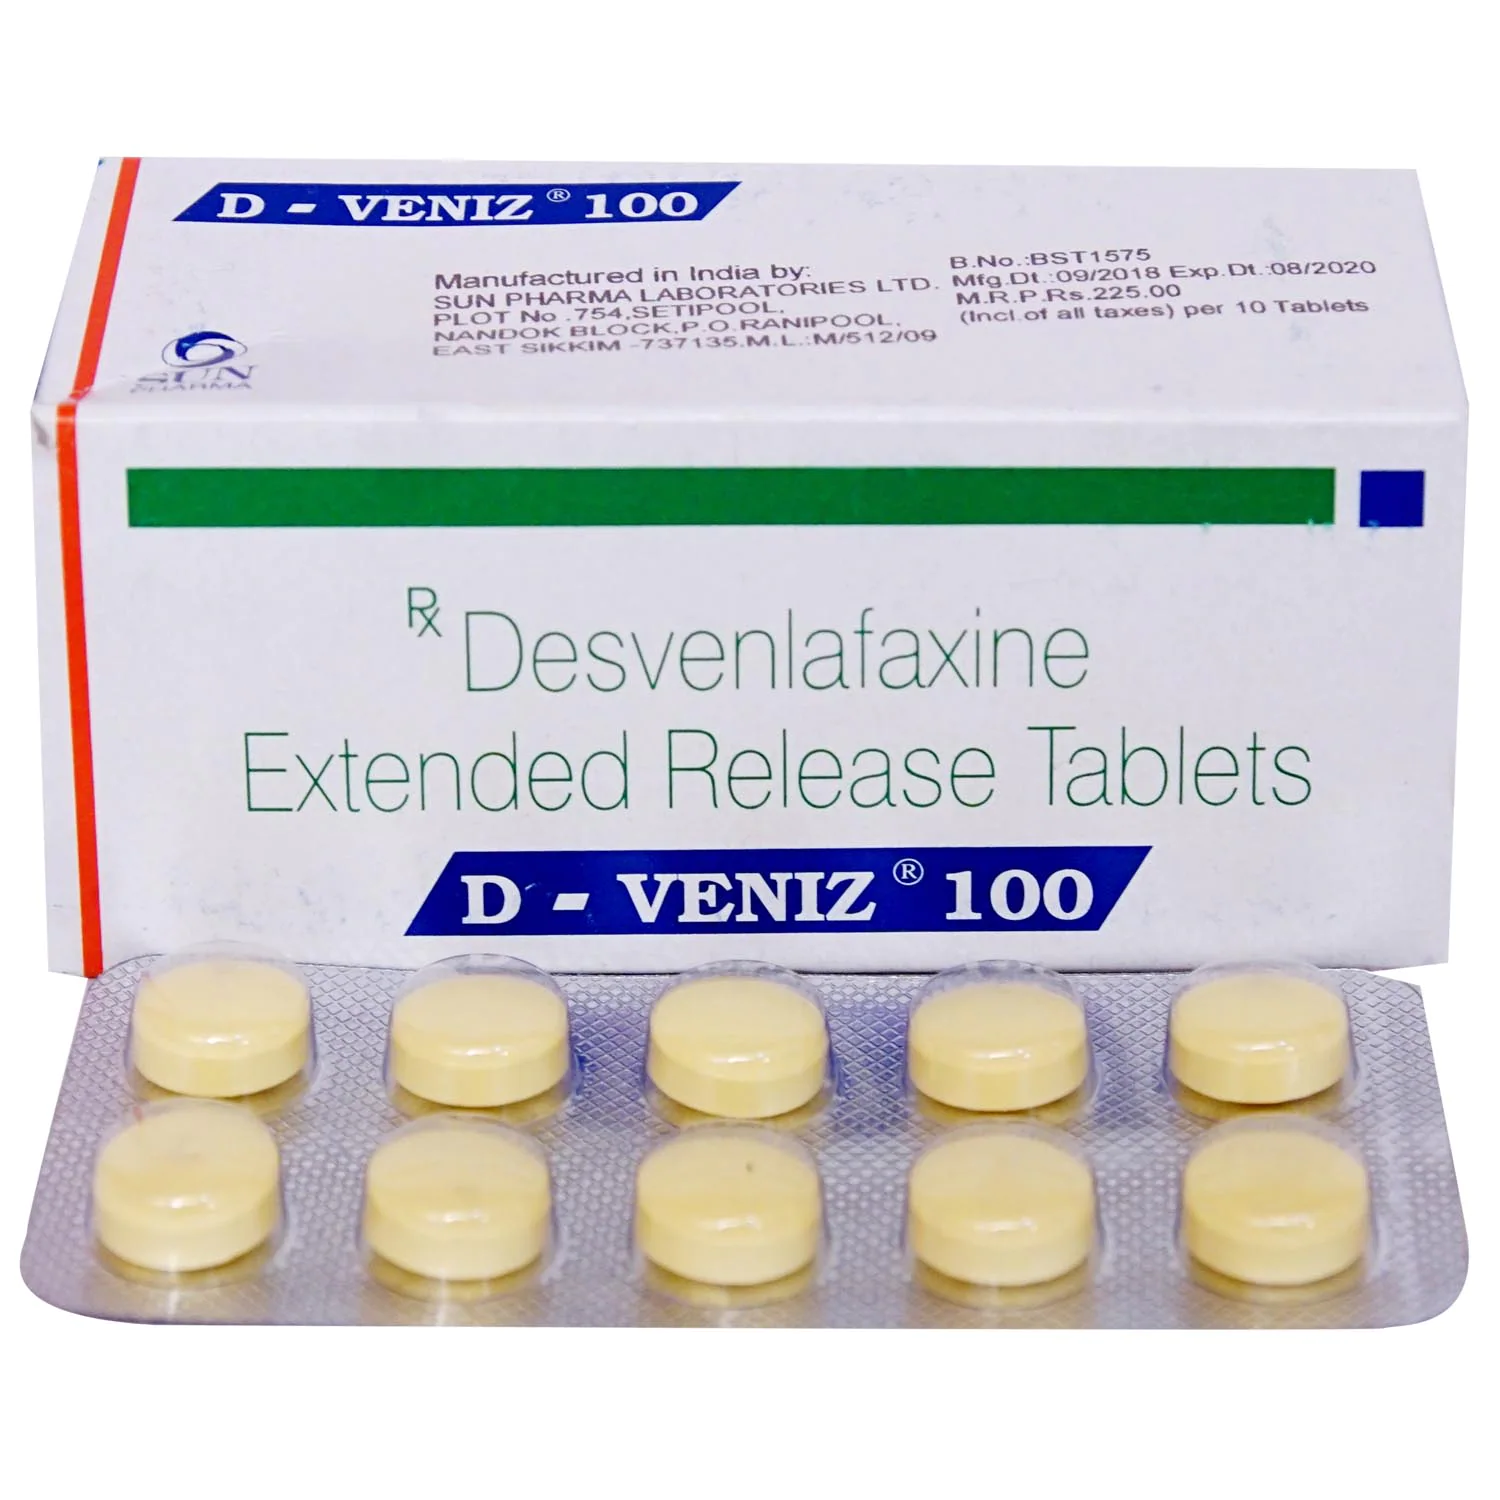 D - VENIZ® 100
Manufactured in India by:
SUN PHARMA LABORATORIES LTD.
PLOT No .754,SETIPOOL,
NANDOK BLOCK,P.O.RANIPOOL,
EAST SIKKIM -737135.M.L.:M/512/09
B.No.:BST1575
Mfg.Dt.:09/2018 Exp.Dt.:08/2020
M.R.P.Rs.225.00
(Incl.of all taxes) per 10 Tablets
SUN
PHARMA
Rx Desvenlafaxine
Extended Release Tablets
D - VENIZ® 100